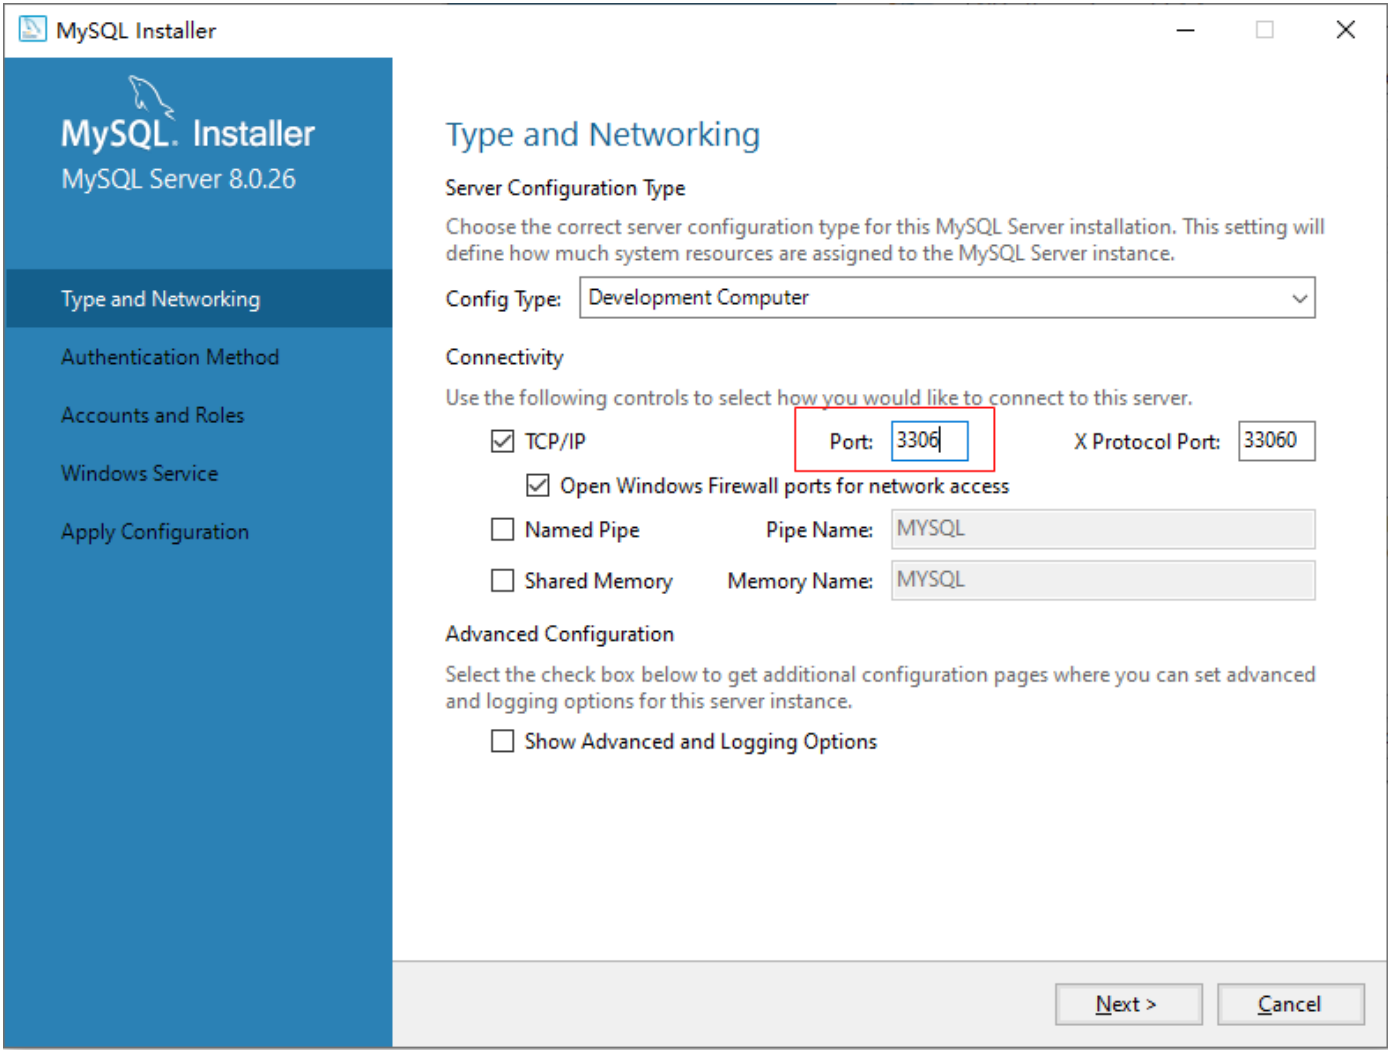 MySQL Installer
MySQL. Installer
MySQL Server 8.0.26
Type and Networking
Authentication Method
Accounts and Roles
Windows Service
Apply Configuration
Type and Networking
Server Configuration Type
Choose the correct server configuration type for this MySQL Server installation. This setting will
define how much system resources are assigned to the MySQL Server instance.
Config Type: Development Computer
Connectivity
Use the following controls to select how you would like to connect to this server.
TCP/IP Port: 3306 X Protocol Port: 33060
Open Windows Firewall ports for network access
Named Pipe Pipe Name: MYSQL
Shared Memory Memory Name: MYSQL
Advanced Configuration
Select the check box below to get additional configuration pages where you can set advanced
and logging options for this server instance.
Show Advanced and Logging Options
Next > Cancel